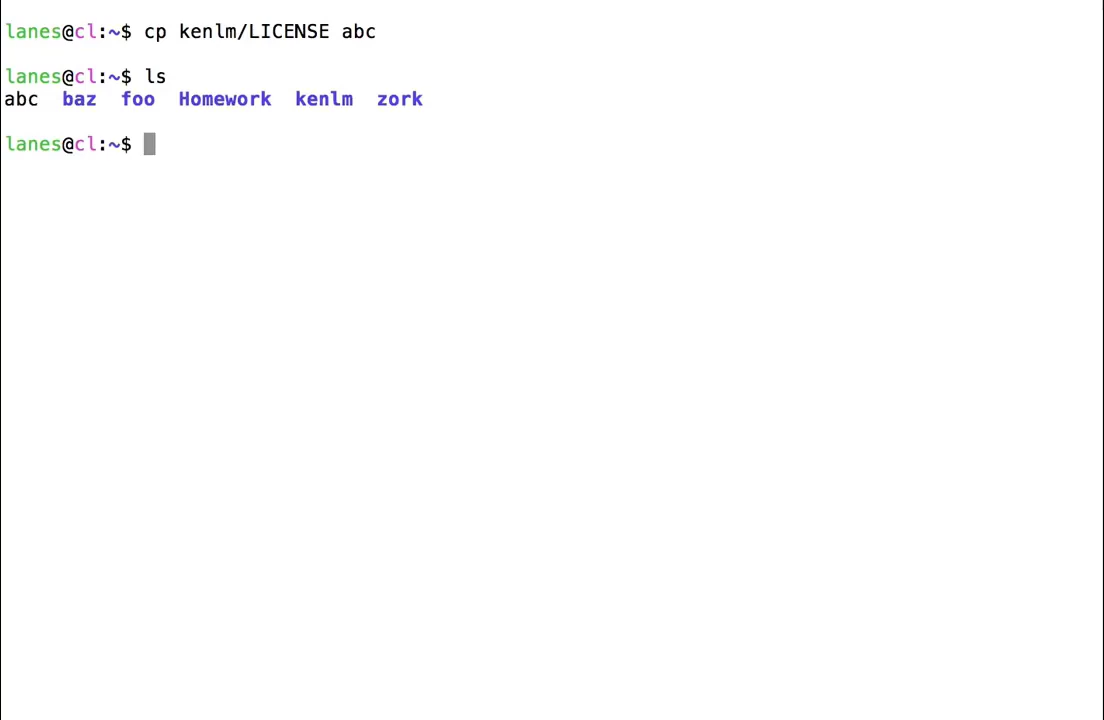 lanes@cl:~$ cp kenlm/LICENSE abc
lanes@cl:~$ ls
abc  baz  foo  Homework  kenlm  zork
lanes@cl:~$